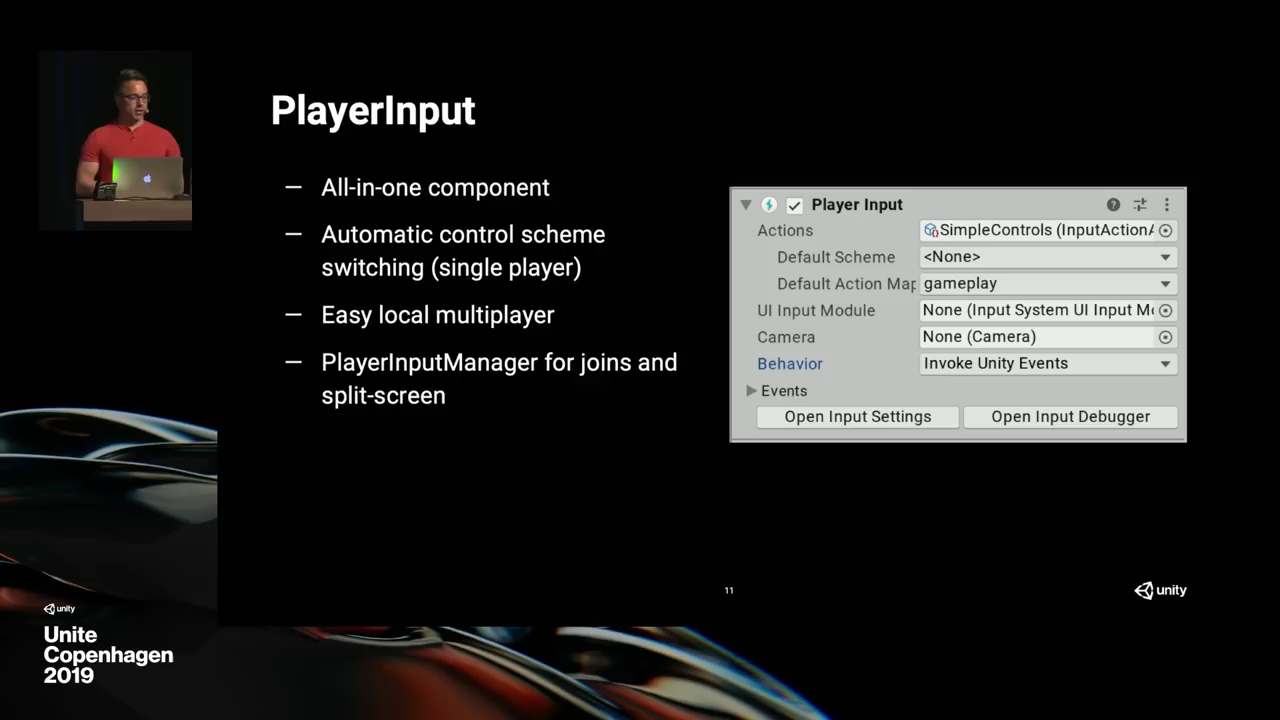 PlayerInput
— All-in-one component
— Automatic control scheme
switching (single player)
— Easy local multiplayer
— PlayerInputManager for joins and
split-screen
Player Input
Actions
SimpleControls (InputActionA
Default Scheme
<None>
Default Action Map
gameplay
UI Input Module
None (Input System UI Input Mo
Camera
None (Camera)
Behavior
Invoke Unity Events
Events
Open Input Settings
Open Input Debugger
11
unity
unity
Unite
Copenhagen
2019